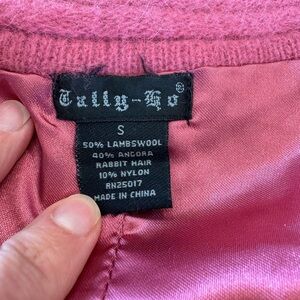 Tally-Ho®
S
50% LAMBSWOOL
40% ANGORA
RABBIT HAIR
10% NYLON
RN25017
MADE IN CHINA